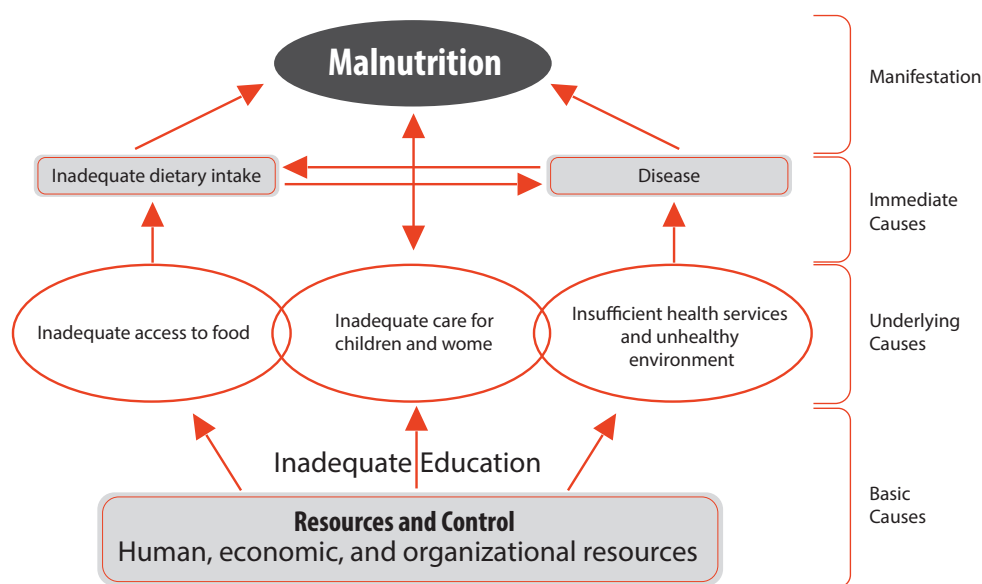 Malnutrition
Manifestation
Inadequate dietary intake
Disease
Immediate
Causes
Inadequate access to food
Inadequate care for
children and wome
Insufficient health services
and unhealthy
environment
Underlying
Causes
Inadequate Education
Resources and Control
Human, economic, and organizational resources
Basic
Causes